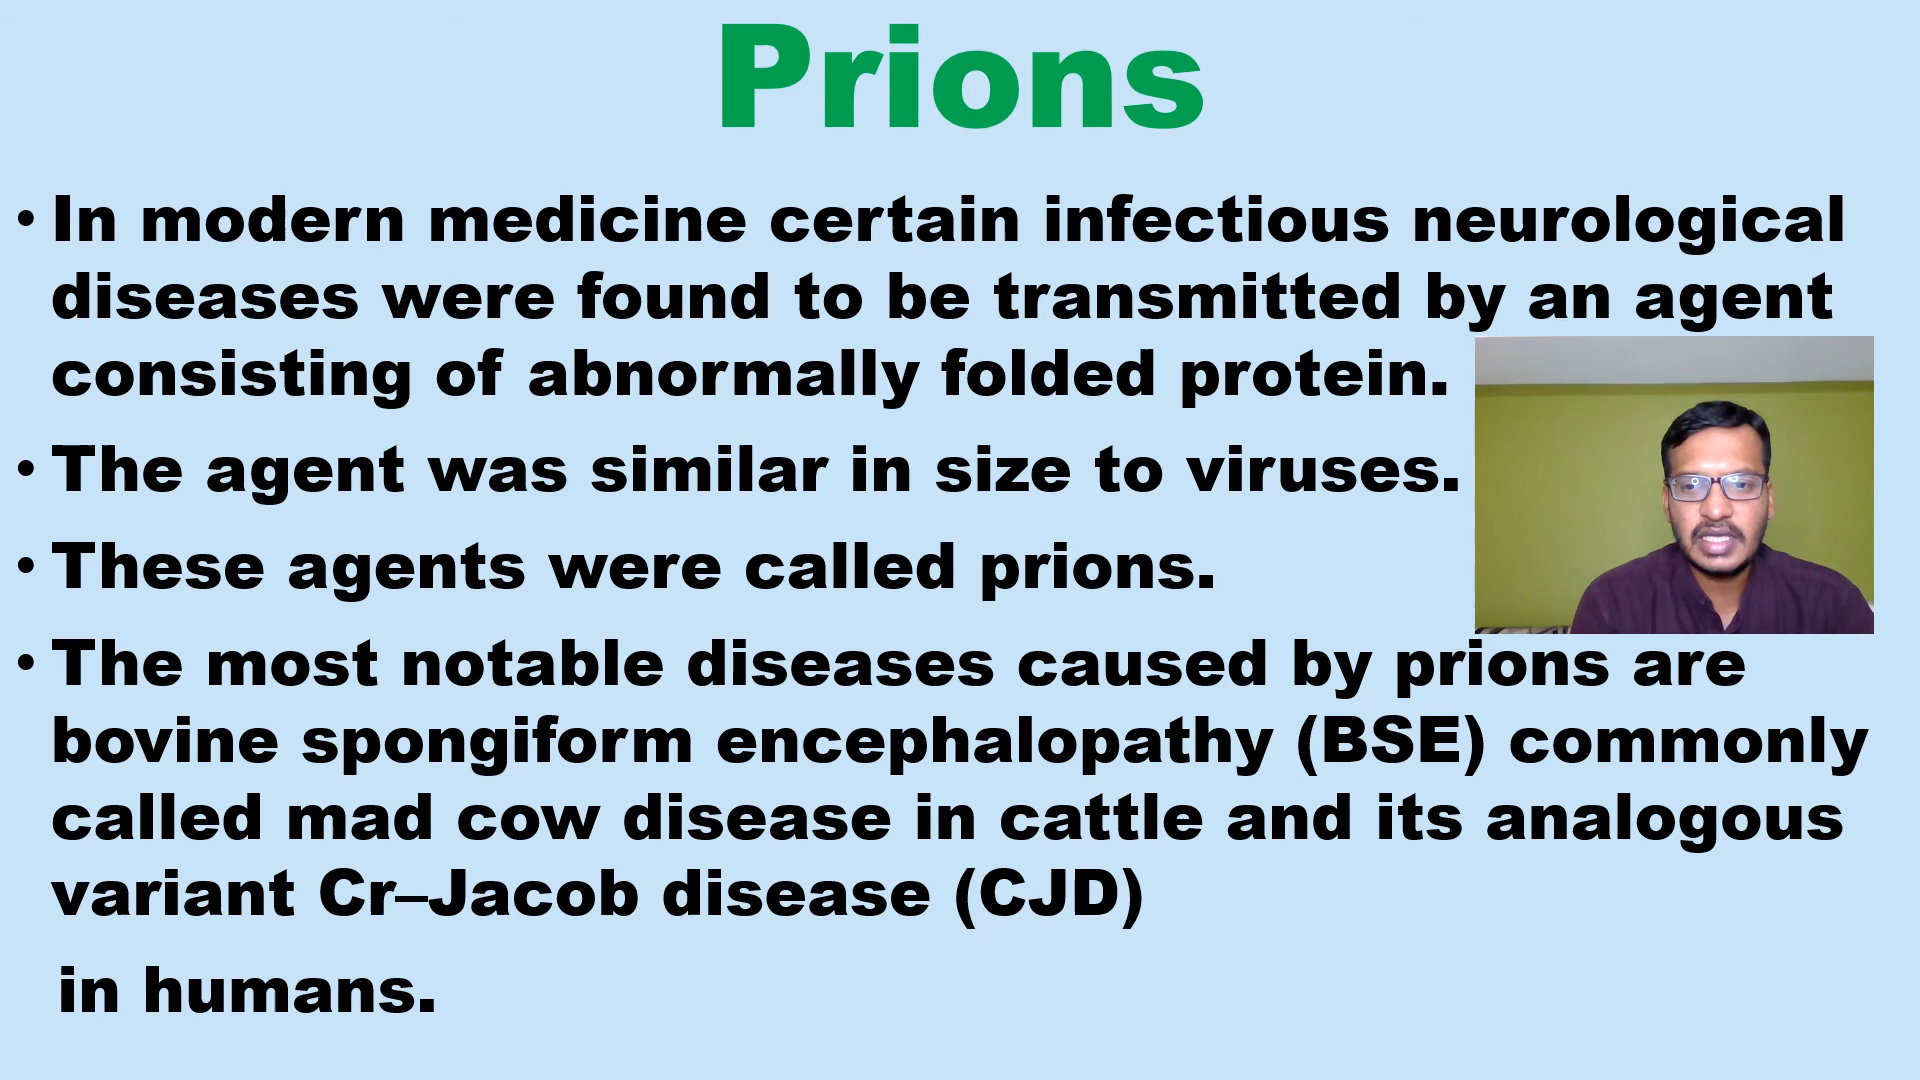 Prions
• In modern medicine certain infectious neurological
diseases were found to be transmitted by an agent
consisting of abnormally folded protein.
• The agent was similar in size to viruses.
• These agents were called prions.
• The most notable diseases caused by prions are
bovine spongiform encephalopathy (BSE) commonly
called mad cow disease in cattle and its analogous
variant Cr–Jacob disease (CJD)
in humans.